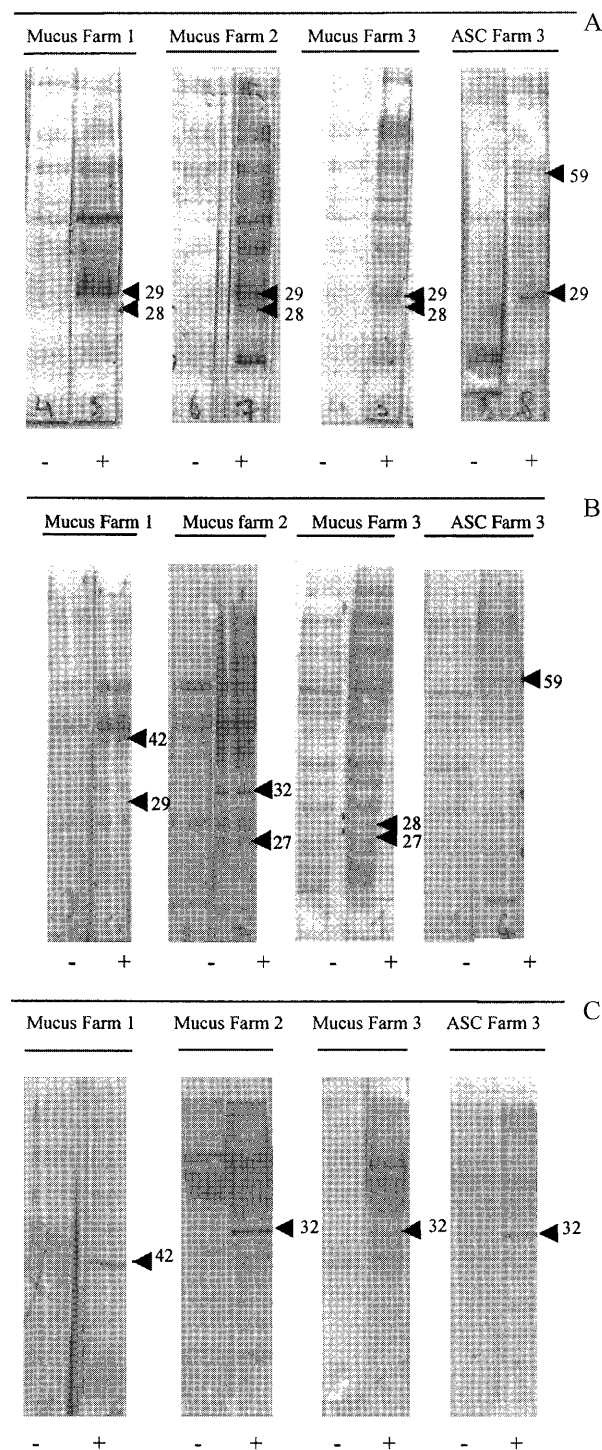 A
Mucus Farm 1 Mucus Farm 2 Mucus Farm 3 ASC Farm 3
59
29 29 29 29
28 28 28
4 5 6 7 3 8
- + - + - + - +
B
Mucus Farm 1 Mucus farm 2 Mucus Farm 3 ASC Farm 3
59
42
32
29
28
27 27
- + - + - + - +
C
Mucus Farm 1 Mucus Farm 2 Mucus Farm 3 ASC Farm 3
32 32 32
42
- + - + - + - +